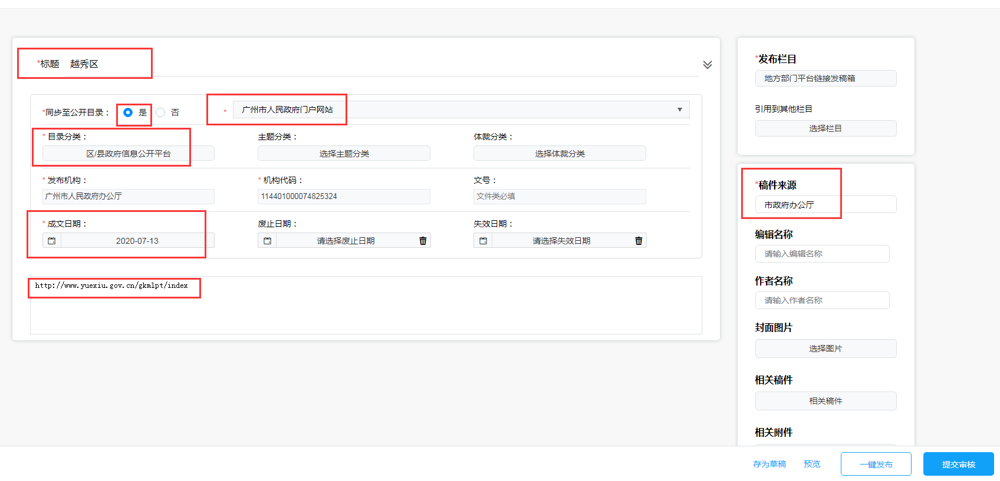 *标题 越秀区
*同步至公开目录： 是 否 * 广州市人民政府门户网站
* 目录分类： 主题分类： 体裁分类：
区/县政府信息公开平台 选择主题分类 选择体裁分类
* 发布机构： * 机构代码： 文号：
广州市人民政府办公厅 114401000074825324 文件类必填
* 成文日期： 废止日期： 失效日期：
2020-07-13 请选择废止日期 请选择失效日期
http://www.yuexiu.gov.cn/gkmlpt/index
*发布栏目
地方部门平台链接发稿箱
引用到其他栏目
选择栏目
*稿件来源
市政府办公厅
编辑名称
请输入编辑名称
作者名称
请输入作者名称
封面图片
选择图片
相关稿件
相关稿件
相关附件
存为草稿 预览 一键发布 提交审核